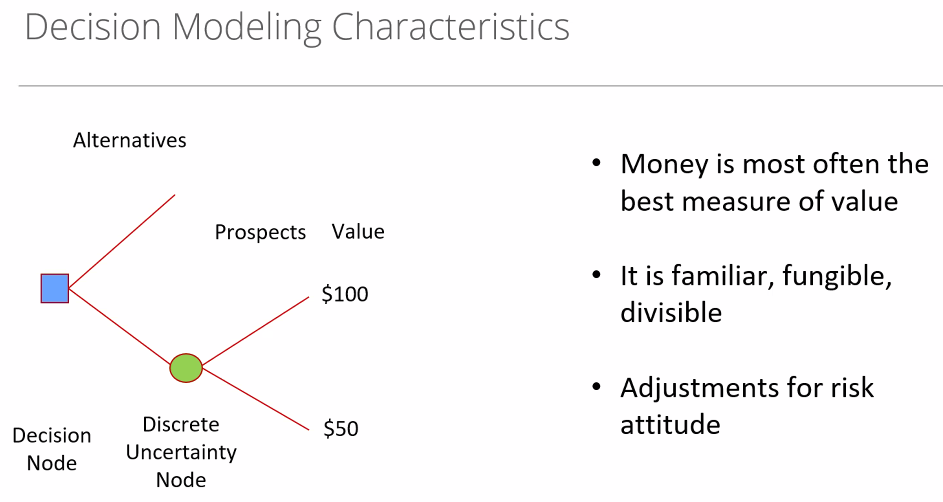 Decision Modeling Characteristics
Alternatives
Prospects
Value
$100
$50
Decision
Node
Discrete
Uncertainty
Node
• Money is most often the
best measure of value
• It is familiar, fungible,
divisible
• Adjustments for risk
attitude